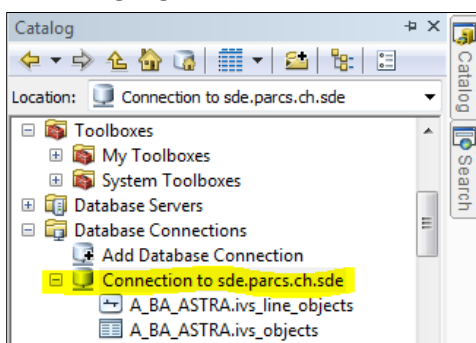 Catalog
Location: Connection to sde.parcs.ch.sde
Toolboxes
My Toolboxes
System Toolboxes
Database Servers
Database Connections
Add Database Connection
Connection to sde.parcs.ch.sde
A_BA_ASTRA.ivs_line_objects
A_BA_ASTRA.ivs_objects
Catalog
Search